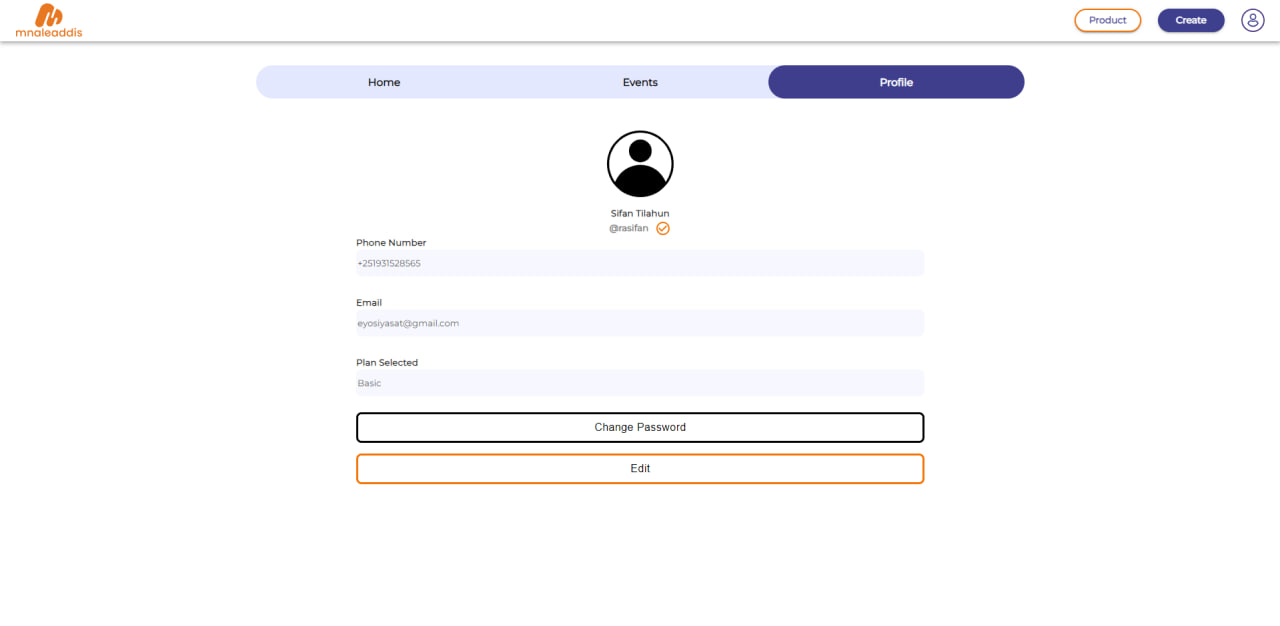 mnaleaddis
Product
Create
Home
Events
Profile
Sifan Tilahun
@rasifan
Phone Number
+251931528565
Email
eyosiyasat@gmail.com
Plan Selected
Basic
Change Password
Edit